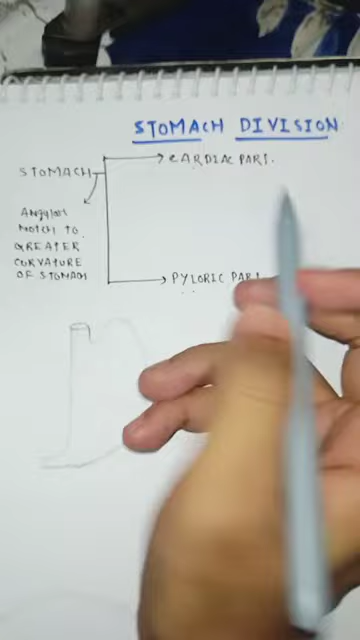 STOMACH DIVISION
CARDIAC PART.
STOMACH
ANGULAR
NOTCH TO
GREATER
CURVATURE
OF STOMACH
PYLORIC PART